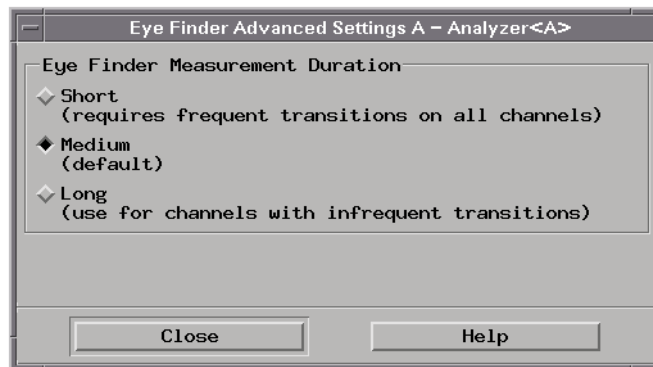 Eye Finder Advanced Settings A – Analyzer<A>
Eye Finder Measurement Duration
Short
(requires frequent transitions on all channels)
Medium
(default)
Long
(use for channels with infrequent transitions)
Close
Help